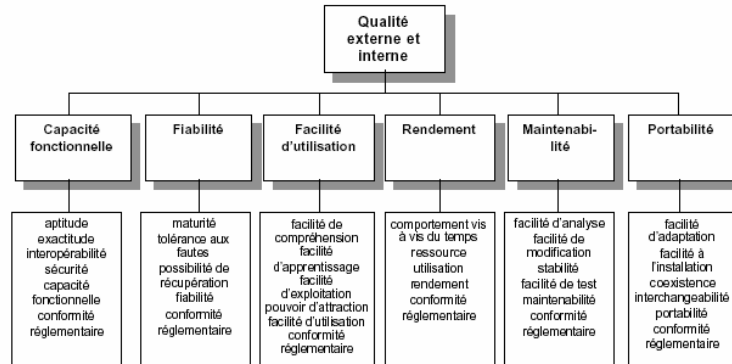 Qualité
externe et
interne
Capacité
fonctionnelle
Fiabilité
Facilité
d'utilisation
Rendement
Maintenabi-
lité
Portabilité
aptitude
exactitude
interopérabilité
sécurité
capacité
fonctionnelle
conformité
réglementaire
maturité
tolérance aux
fautes
possibilité de
récupération
fiabilité
conformité
réglementaire
facilité de
compréhension
facilité
d'apprentissage
facilité
d'exploitation
pouvoir d'attraction
facilité d'utilisation
conformité
réglementaire
comportement vis
à vis du temps
ressource
utilisation
rendement
conformité
réglementaire
facilité d'analyse
facilité de
modification
stabilité
facilité de test
maintenabilité
conformité
réglementaire
facilité
d'adaptation
facilité à
l'installation
coexistence
interchangeabilité
portabilité
conformité
réglementaire